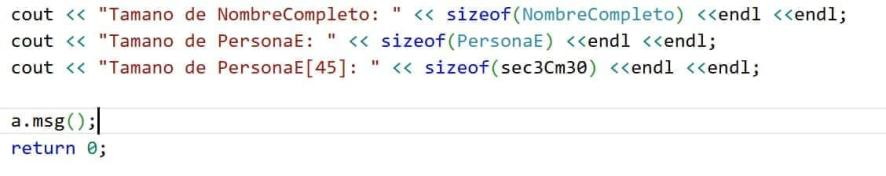 cout << "Tamano de NombreCompleto: " << sizeof(NombreCompleto) <<endl <<endl;
cout << "Tamano de PersonaE: " << sizeof(PersonaE) <<endl <<endl;
cout << "Tamano de PersonaE[45]: " << sizeof(sec3Cm30) <<endl <<endl;
a.msg();
return 0;